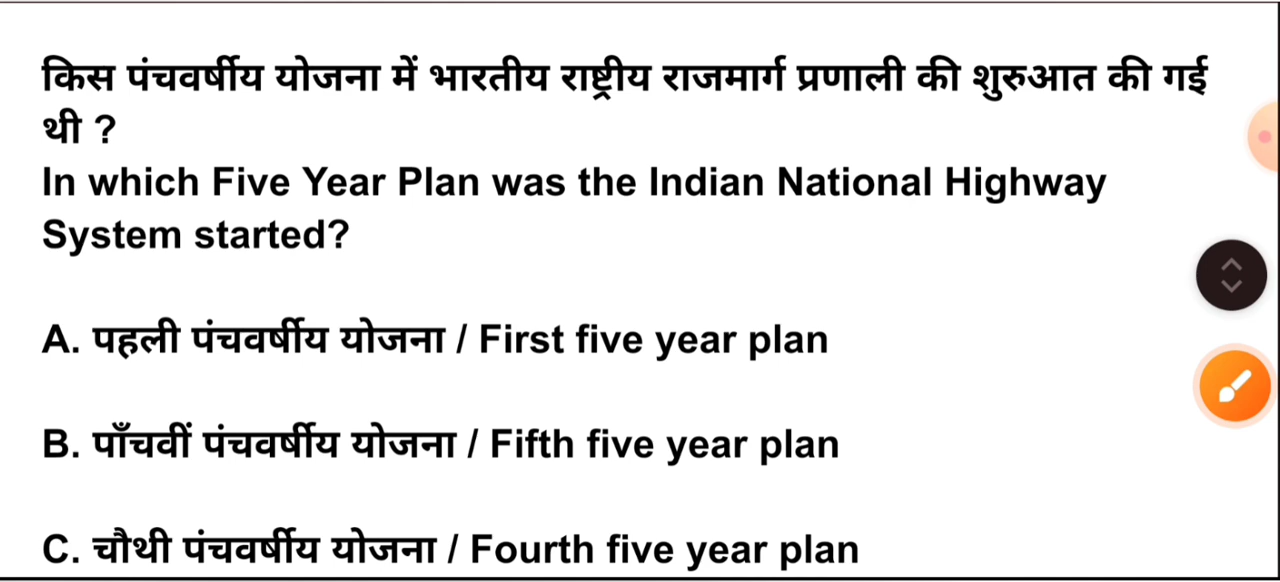 किस पंचवर्षीय योजना में भारतीय राष्ट्रीय राजमार्ग प्रणाली की शुरुआत की गई
थी ?
In which Five Year Plan was the Indian National Highway
System started?
A. पहली पंचवर्षीय योजना / First five year plan
B. पाँचवीं पंचवर्षीय योजना / Fifth five year plan
C. चौथी पंचवर्षीय योजना / Fourth five year plan